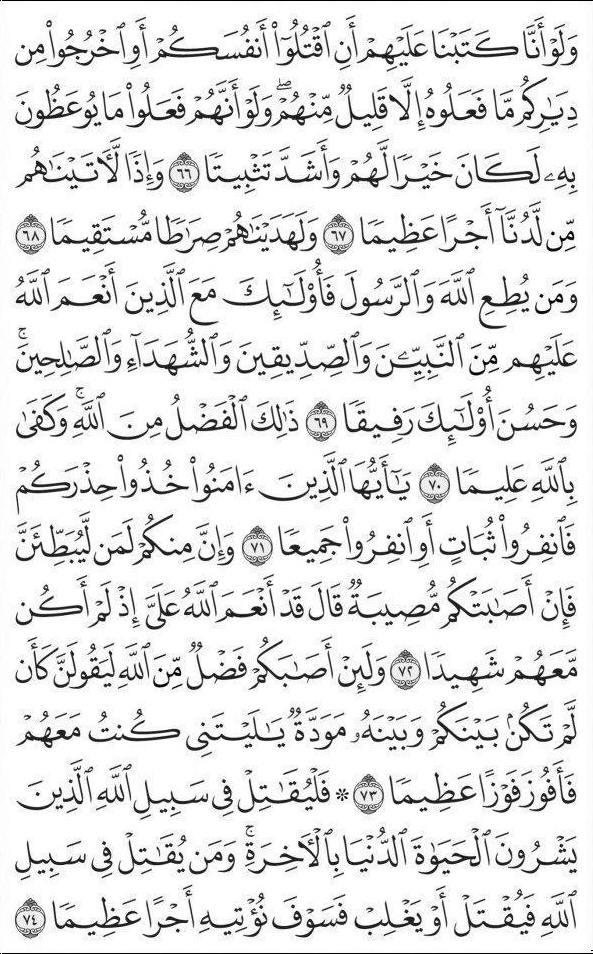 وَلَوۡ أَنَّا كَتَبۡنَا عَلَيۡهِمۡ أَنِ ٱقۡتُلُوٓاْ أَنفُسَكُمۡ أَوِ ٱخۡرُجُواْ مِن
دِيَٰرِكُم مَّا فَعَلُوهُ إِلَّا قَلِيلٞ مِّنۡهُمۡۖ وَلَوۡ أَنَّهُمۡ فَعَلُواْ مَا يُوعَظُونَ
بِهِۦ لَكَانَ خَيۡرٗا لَّهُمۡ وَأَشَدَّ تَثۡبِيتٗا ٦٦ وَإِذٗا لَّأٓتَيۡنَٰهُم
مِّن لَّدُنَّآ أَجۡرًا عَظِيمٗا ٦٧ وَلَهَدَيۡنَٰهُمۡ صِرَٰطٗا مُّسۡتَقِيمٗا ٦٨
وَمَن يُطِعِ ٱللَّهَ وَٱلرَّسُولَ فَأُوْلَٰٓئِكَ مَعَ ٱلَّذِينَ أَنۡعَمَ ٱللَّهُ
عَلَيۡهِم مِّنَ ٱلنَّبِيِّـۧنَ وَٱلصِّدِّيقِينَ وَٱلشُّهَدَآءِ وَٱلصَّٰلِحِينَۚ
وَحَسُنَ أُوْلَٰٓئِكَ رَفِيقٗا ٦٩ ذَٰلِكَ ٱلۡفَضۡلُ مِنَ ٱللَّهِۚ وَكَفَىٰ
بِٱللَّهِ عَلِيمٗا ٧٠ يَٰٓأَيُّهَا ٱلَّذِينَ ءَامَنُواْ خُذُواْ حِذۡرَكُمۡ
فَٱنفِرُواْ ثُبَاتٍ أَوِ ٱنفِرُواْ جَمِيعٗا ٧١ وَإِنَّ مِنكُمۡ لَمَن لَّيُبَطِّئَنَّ
فَإِنۡ أَصَٰبَتۡكُم مُّصِيبَةٞ قَالَ قَدۡ أَنۡعَمَ ٱللَّهُ عَلَيَّ إِذۡ لَمۡ أَكُن
مَّعَهُمۡ شَهِيدٗا ٧٢ وَلَئِنۡ أَصَٰبَكُمۡ فَضۡلٞ مِّنَ ٱللَّهِ لَيَقُولَنَّ كَأَن
لَّمۡ تَكُنۢ بَيۡنَكُمۡ وَبَيۡنَهُۥ مَوَدَّةٞ يَٰلَيۡتَنِي كُنتُ مَعَهُمۡ
فَأَفُوزَ فَوۡزًا عَظِيمٗا ٧٣ ۞ فَلۡيُقَٰتِلۡ فِي سَبِيلِ ٱللَّهِ ٱلَّذِينَ
يَشۡرُونَ ٱلۡحَيَوٰةَ ٱلدُّنۡيَا بِٱلۡأٓخِرَةِۚ وَمَن يُقَٰتِلۡ فِي سَبِيلِ
ٱللَّهِ فَيُقۡتَلۡ أَوۡ يَغۡلِبۡ فَسَوۡفَ نُؤۡتِيهِ أَجۡرًا عَظِيمٗا ٧٤